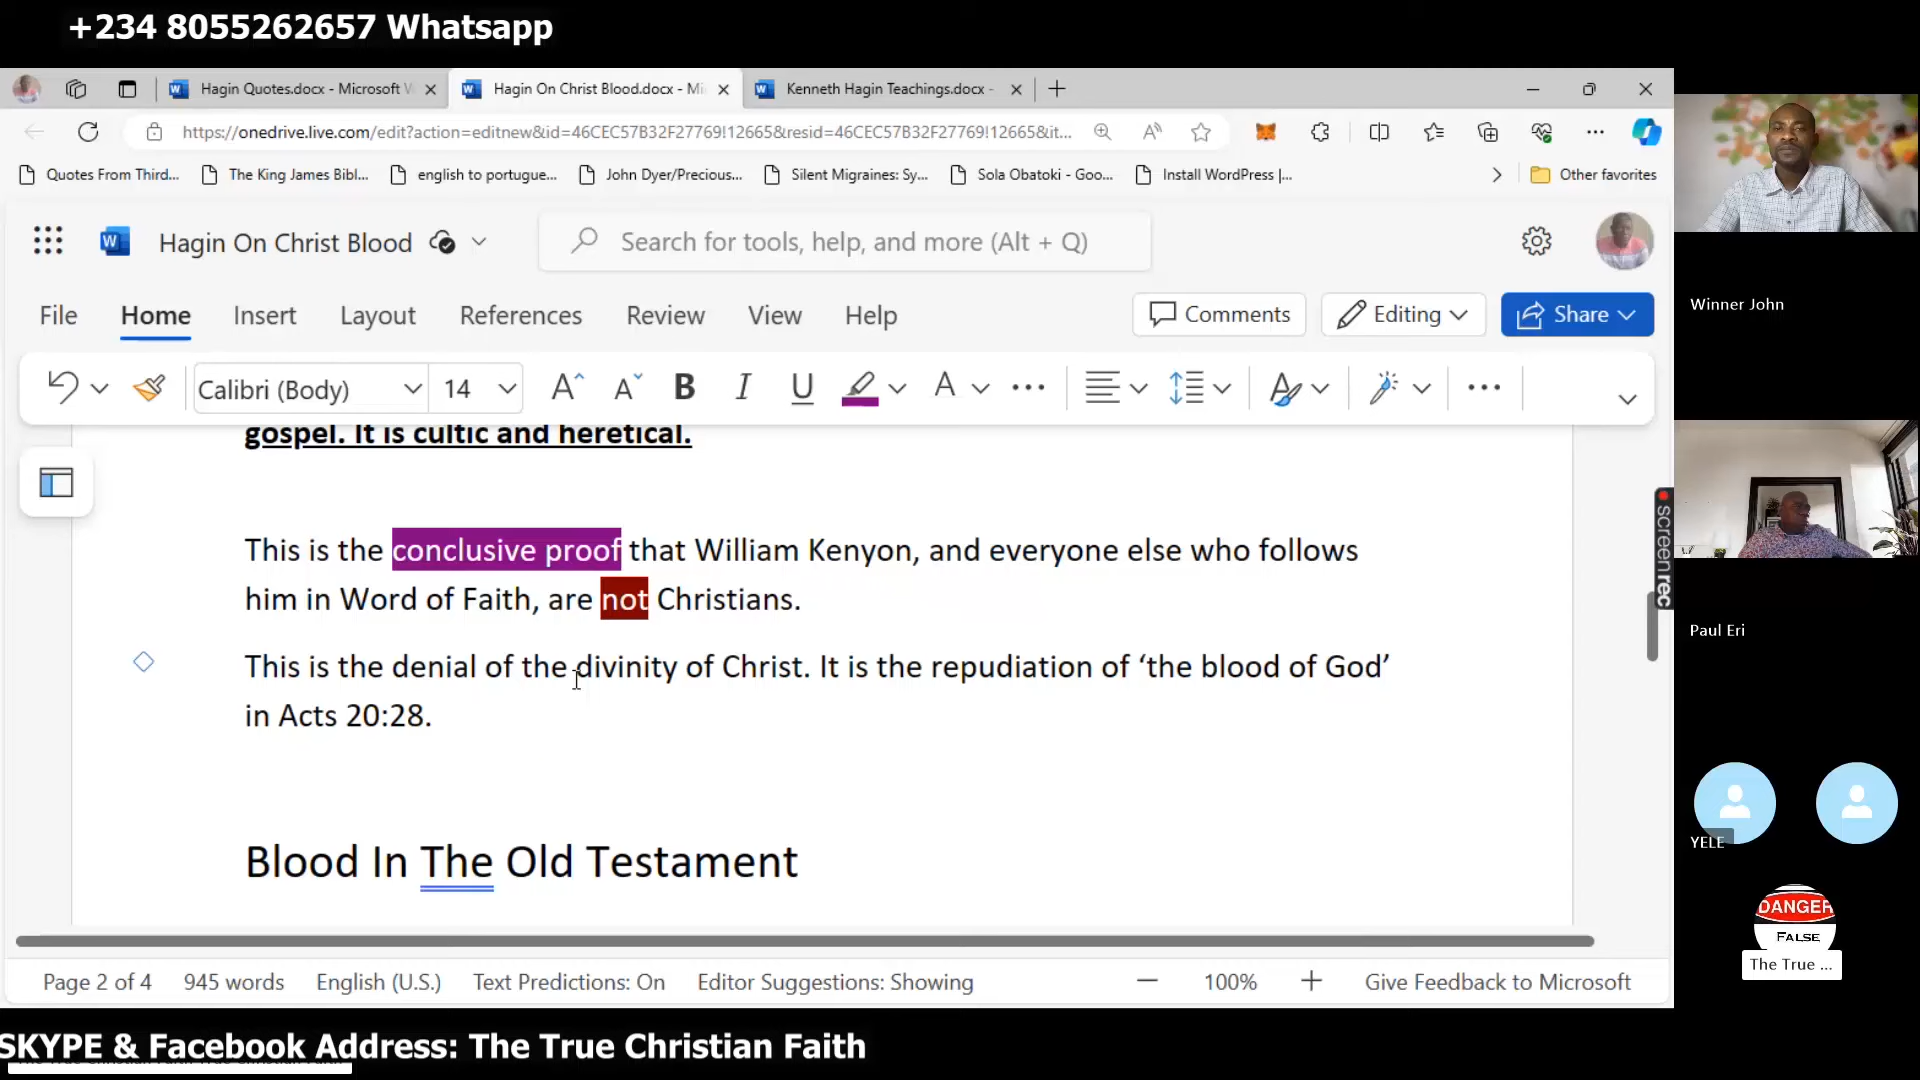 +234 8055262657 Whatsapp
Hagin Quotes.docx - Microsoft W
Hagin On Christ Blood.docx - Mi
Kenneth Hagin Teachings.docx -
https://onedrive.live.com/edit?action=editnew&id=46CEC57B32F27769!12665&resid=46CEC57B32F27769!12665&it...
Quotes From Third...
The King James Bibl...
english to portugue...
John Dyer/Precious...
Silent Migraines: Sy...
Sola Obatoki - Goo...
Install WordPress |...
Other favorites
Hagin On Christ Blood
Search for tools, help, and more (Alt + Q)
File Home Insert Layout References Review View Help
Comments
Editing
Share
Calibri (Body) 14
gospel. It is cultic and heretical.
This is the conclusive proof that William Kenyon, and everyone else who follows
him in Word of Faith, are not Christians.
This is the denial of the divinity of Christ. It is the repudiation of ‘the blood of God’
in Acts 20:28.
Blood In The Old Testament
Page 2 of 4 945 words English (U.S.) Text Predictions: On Editor Suggestions: Showing 100% Give Feedback to Microsoft
screenrec
Winner John
Paul Eri
YELE
DANGER
FALSE
The True ...
SKYPE & Facebook Address: The True Christian Faith